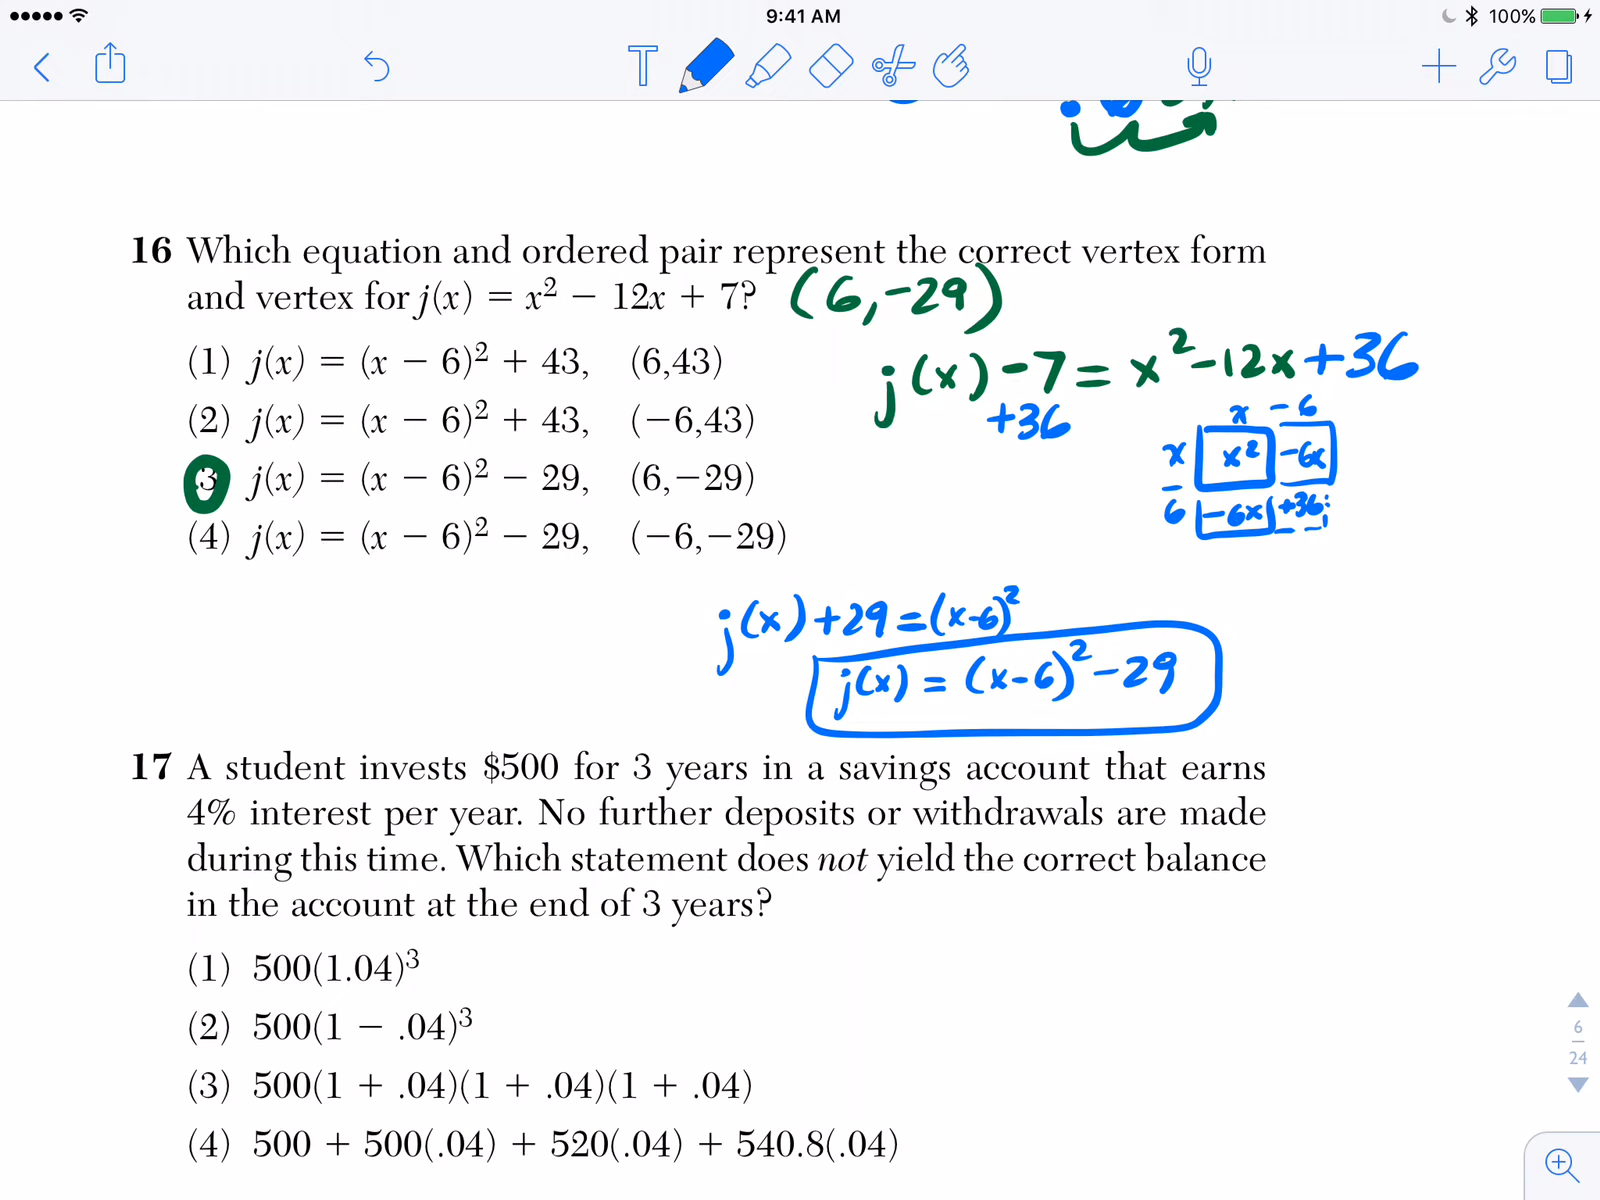 9:41 AM
100%
T
16 Which equation and ordered pair represent the correct vertex form
and vertex for j(x) = x² − 12x + 7? (6,-29)
(1) j(x) = (x − 6)² + 43, (6,43)
j(x) - 7 = x² - 12x + 36
+36
(2) j(x) = (x − 6)² + 43, (−6,43)
x -6
x x² -6x
-6 -6x +36
3 j(x) = (x − 6)² − 29, (6,−29)
(4) j(x) = (x − 6)² − 29, (−6,−29)
j(x) + 29 = (x-6)²
j(x) = (x-6)² - 29
17 A student invests $500 for 3 years in a savings account that earns
4% interest per year. No further deposits or withdrawals are made
during this time. Which statement does not yield the correct balance
in the account at the end of 3 years?
(1) 500(1.04)³
(2) 500(1 − .04)³
(3) 500(1 + .04)(1 + .04)(1 + .04)
(4) 500 + 500(.04) + 520(.04) + 540.8(.04)
6
24